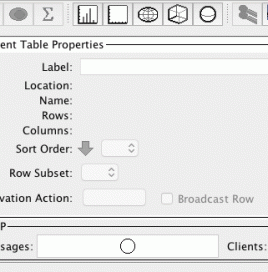 Σ
ent Table Properties
Label:
Location:
Name:
Rows:
Columns:
Sort Order:
Row Subset:
vation Action: Broadcast Row
P
sages: Clients: